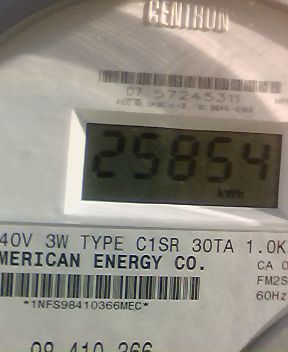 CENTRON
07 57245311
25854
kWh
40V 3W TYPE C1SR 30TA 1.0K
MERICAN ENERGY CO.
CA 0
FM2S
60Hz
*1NFS98410366MEC*
98 410 366